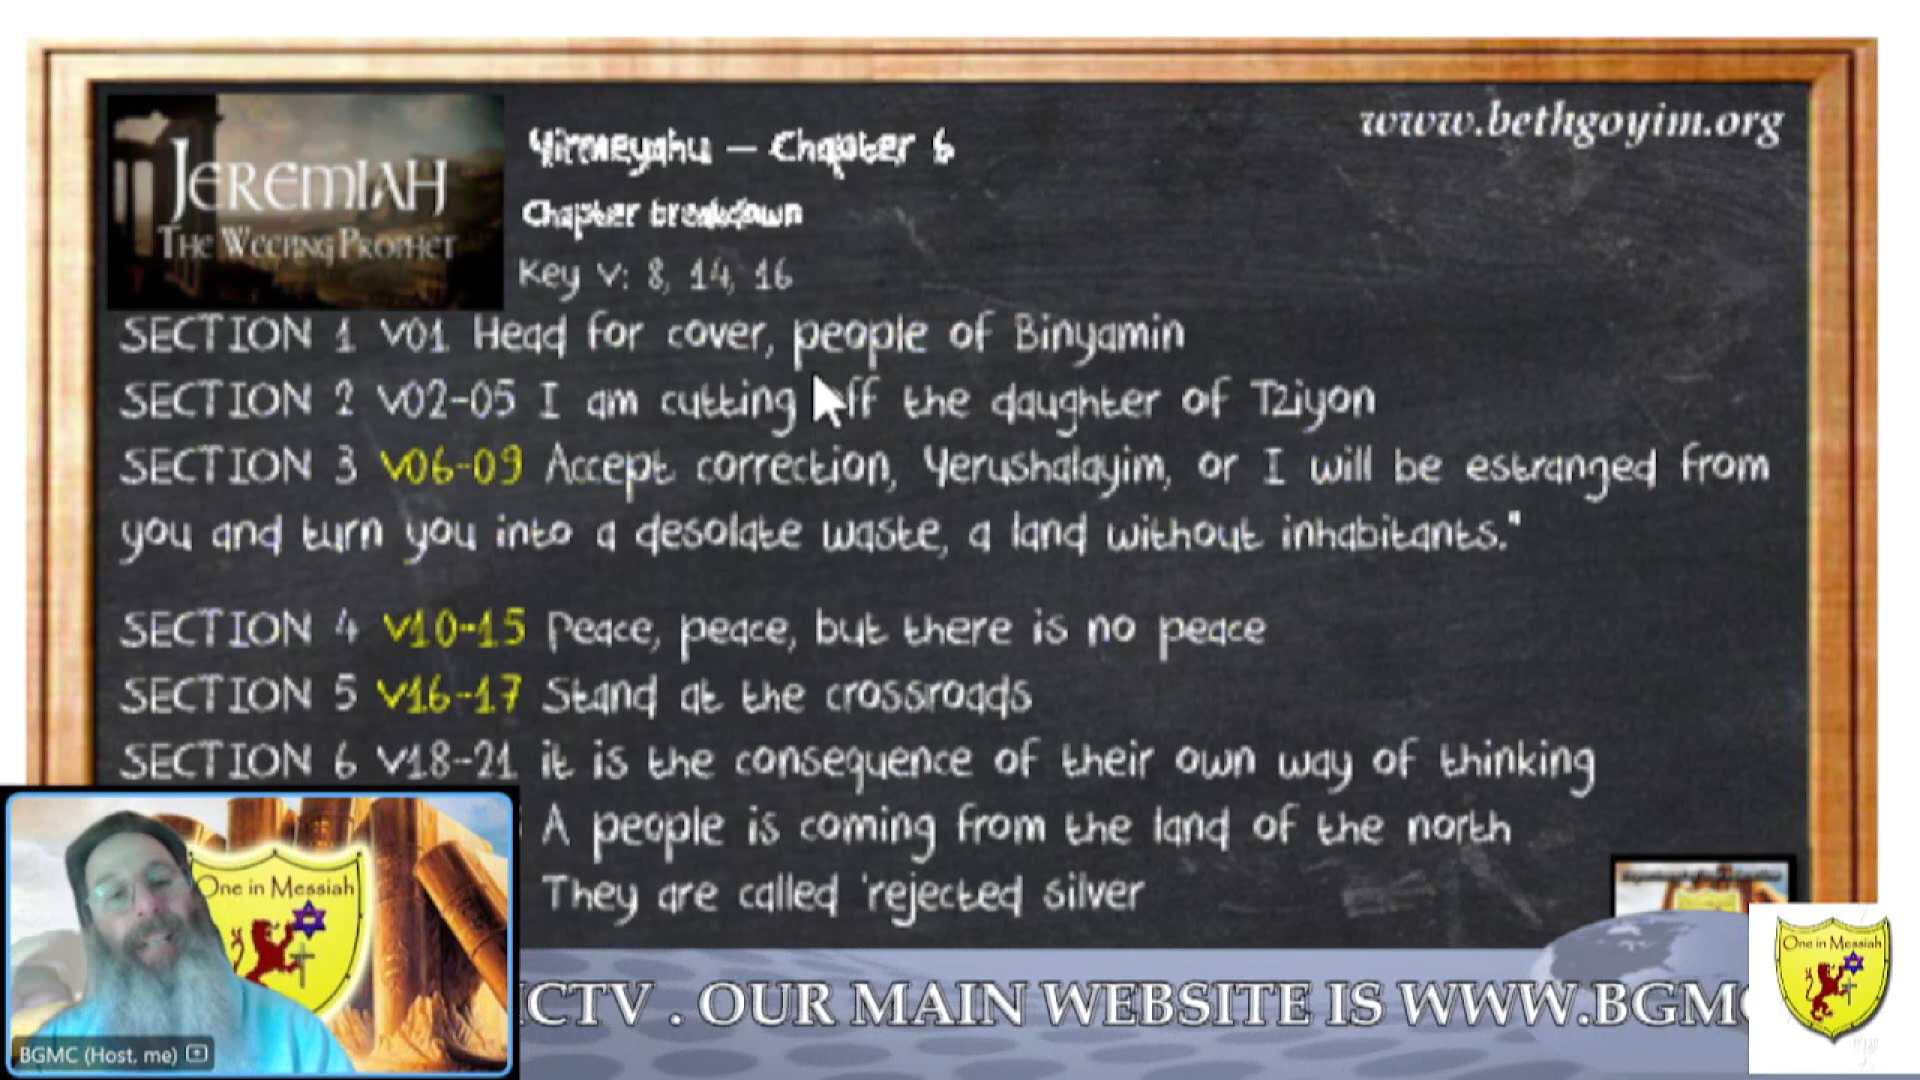 www.bethgoyim.org
JEREMIAH
THE WEEPING PROPHET
Yirmeyahu – Chapter 6
Chapter breakdown
Key v: 8, 14, 16
SECTION 1 V01 Head for cover, people of Binyamin
SECTION 2 V02-05 I am cutting off the daughter of Tziyon
SECTION 3 V06-09 Accept correction, Yerushalayim, or I will be estranged from
you and turn you into a desolate waste, a land without inhabitants."
SECTION 4 V10-15 Peace, peace, but there is no peace
SECTION 5 V16-17 Stand at the crossroads
SECTION 6 V18-21 it is the consequence of their own way of thinking
A people is coming from the land of the north
They are called 'rejected silver
One in Messiah
BGMC (Host, me)
CTV . OUR MAIN WEBSITE IS WWW.BGM
One in Messiah